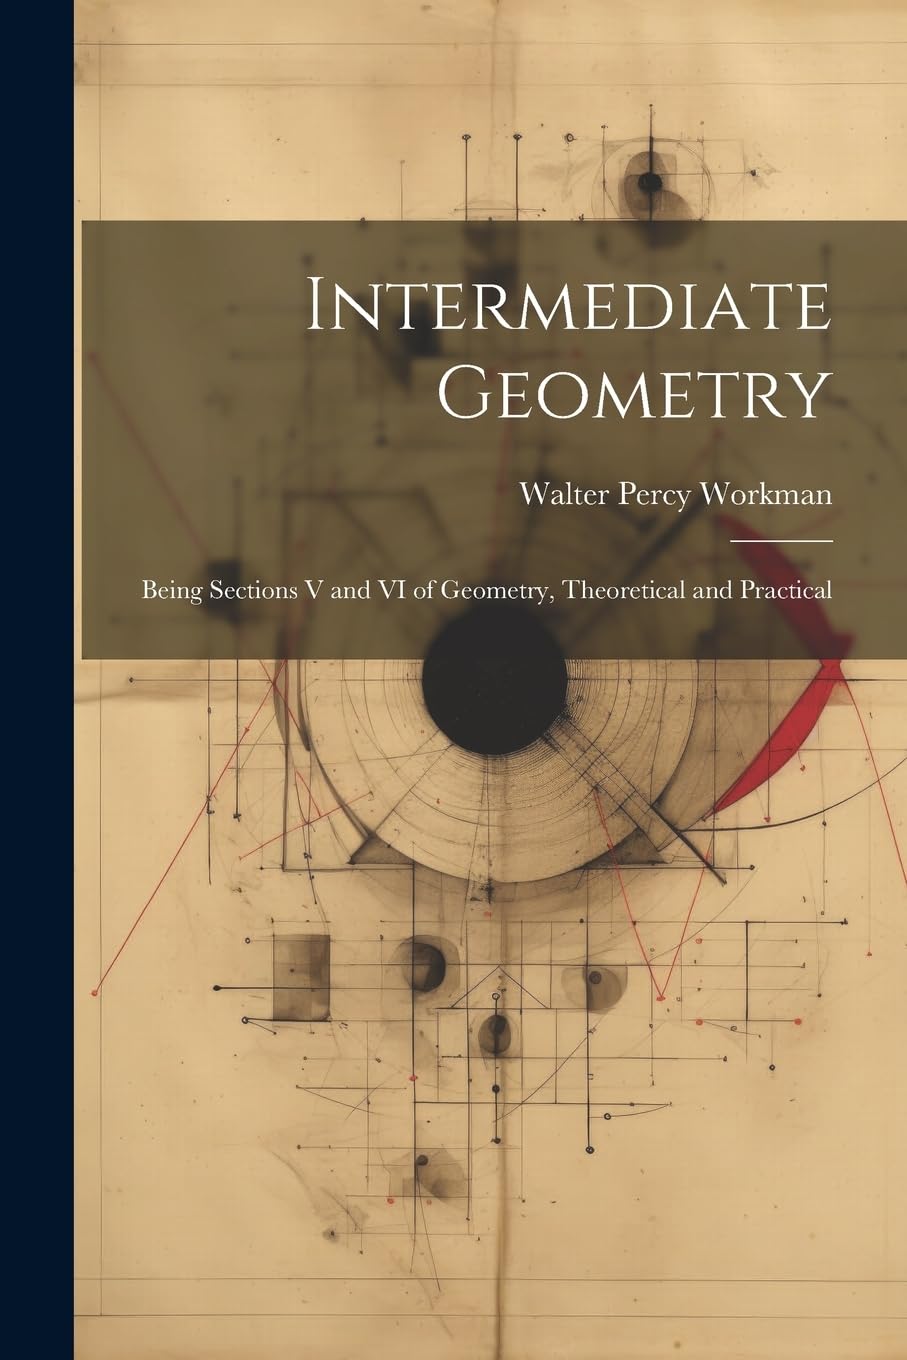 Intermediate
Geometry
Walter Percy Workman
Being Sections V and VI of Geometry, Theoretical and Practical